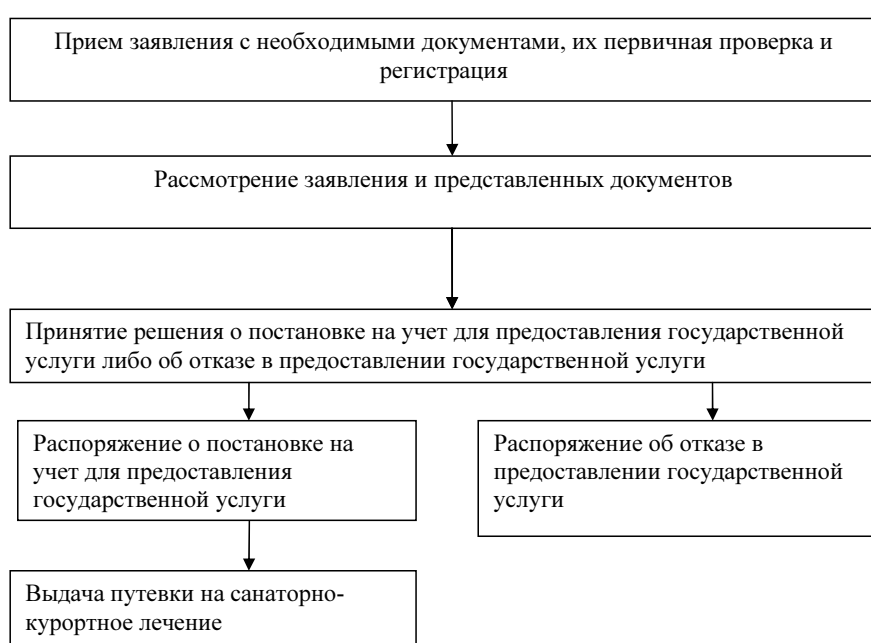 Прием заявления с необходимыми документами, их первичная проверка и
регистрация
Рассмотрение заявления и представленных документов
Принятие решения о постановке на учет для предоставления государственной
услуги либо об отказе в предоставлении государственной услуги
Распоряжение о постановке на
учет для предоставления
государственной услуги
Распоряжение об отказе в
предоставлении государственной
услуги
Выдача путевки на санаторно-
курортное лечение